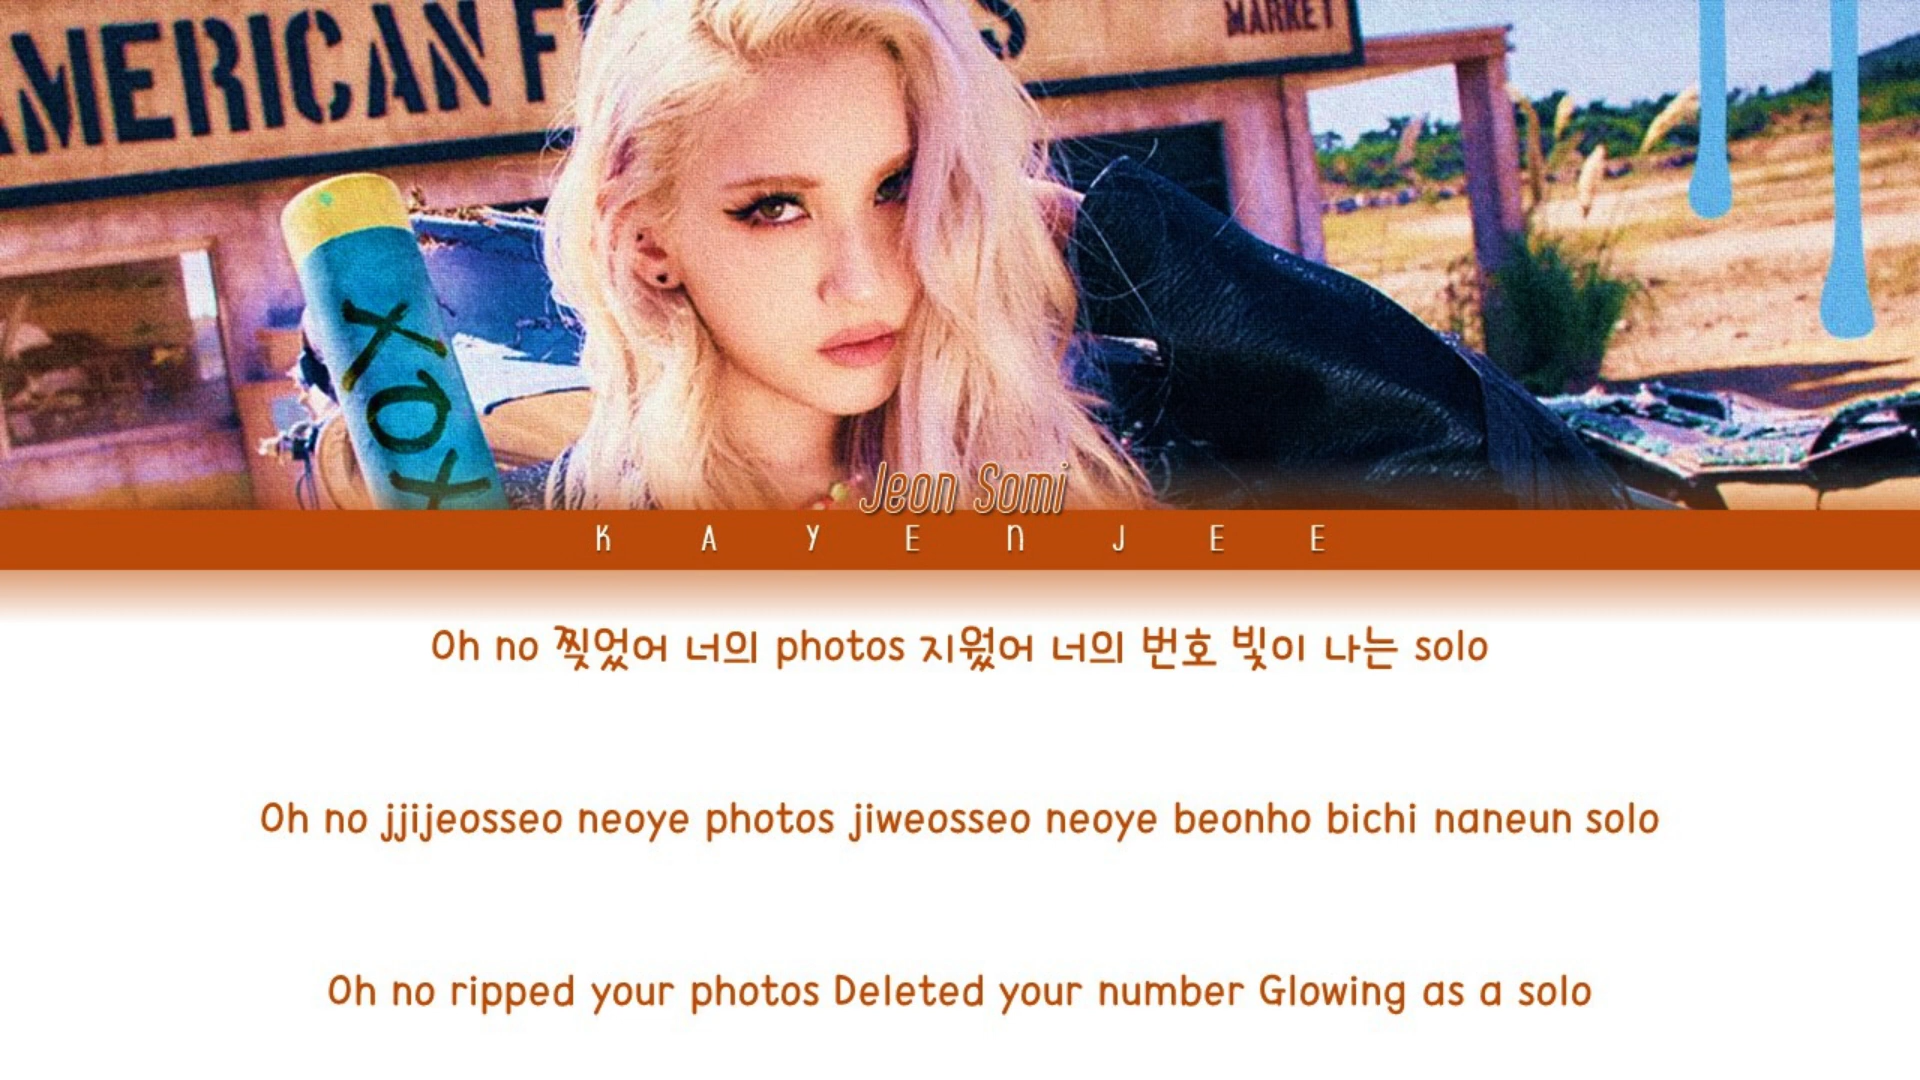 AMERICAN F
MARKET
XOX
Jeon Somi
KAYENJEE
Oh no 찢었어 너의 photos 지웠어 너의 번호 빛이 나는 solo
Oh no jjijeosseo neoye photos jiweosseo neoye beonho bichi naneun solo
Oh no ripped your photos Deleted your number Glowing as a solo